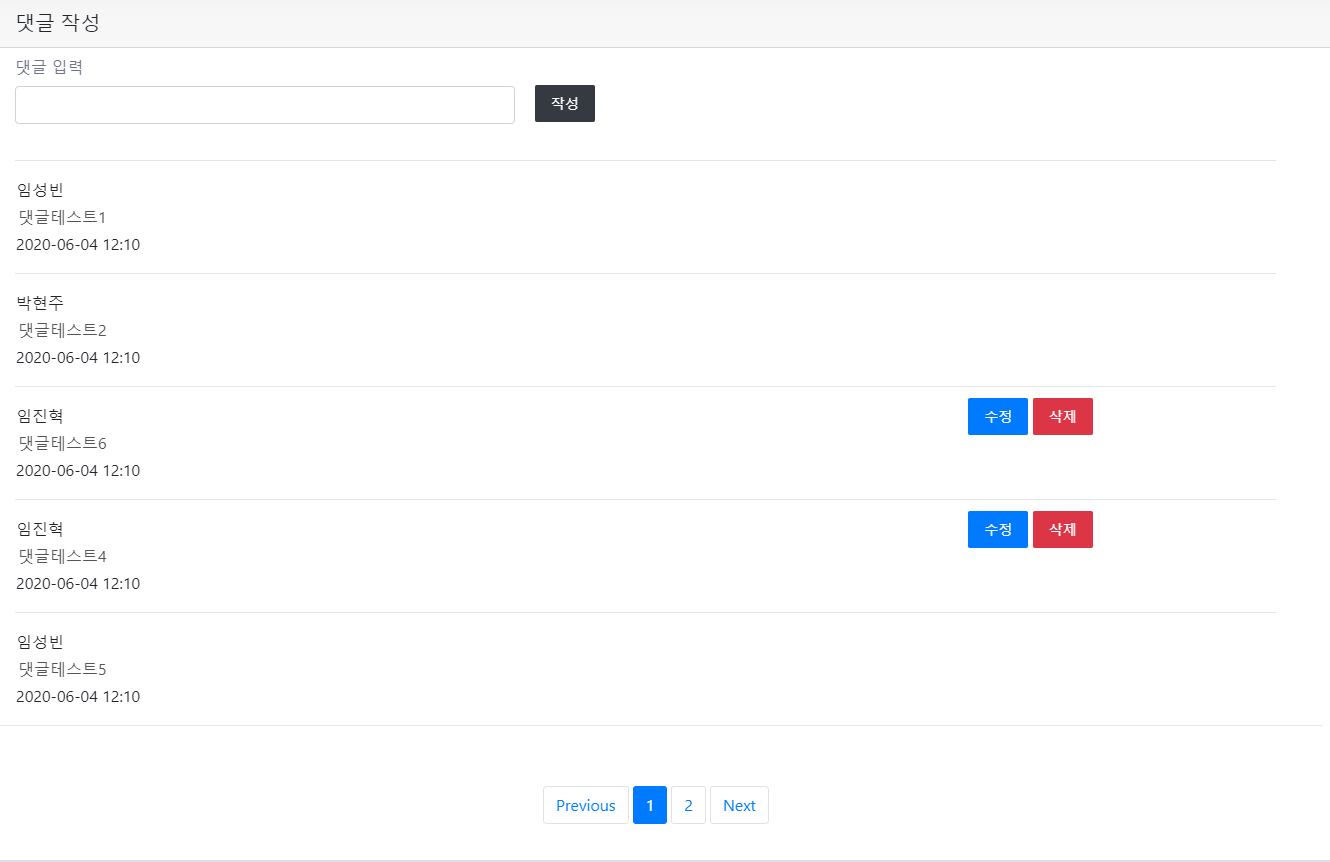 댓글 작성
댓글 입력
작성
임성빈
댓글테스트1
2020-06-04 12:10
박현주
댓글테스트2
2020-06-04 12:10
임진혁 수정 삭제
댓글테스트6
2020-06-04 12:10
임진혁 수정 삭제
댓글테스트4
2020-06-04 12:10
임성빈
댓글테스트5
2020-06-04 12:10
Previous 1 2 Next